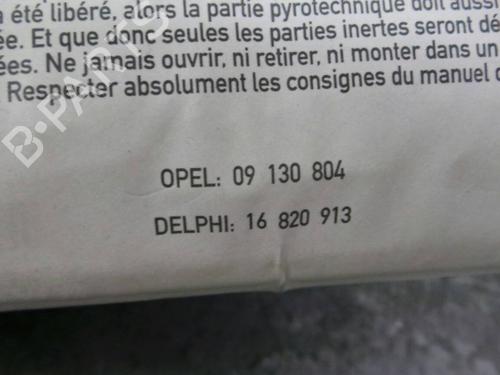 a été libéré, alors la partie pyrotechnique doit aussi
ée. Et que donc seules les parties inertes seront dé
ées. Ne jamais ouvrir, ni retirer, ni monter dans un
Respecter absolument les consignes du manuel d
B-PARTS
OPEL: 09 130 804
DELPHI: 16 820 913